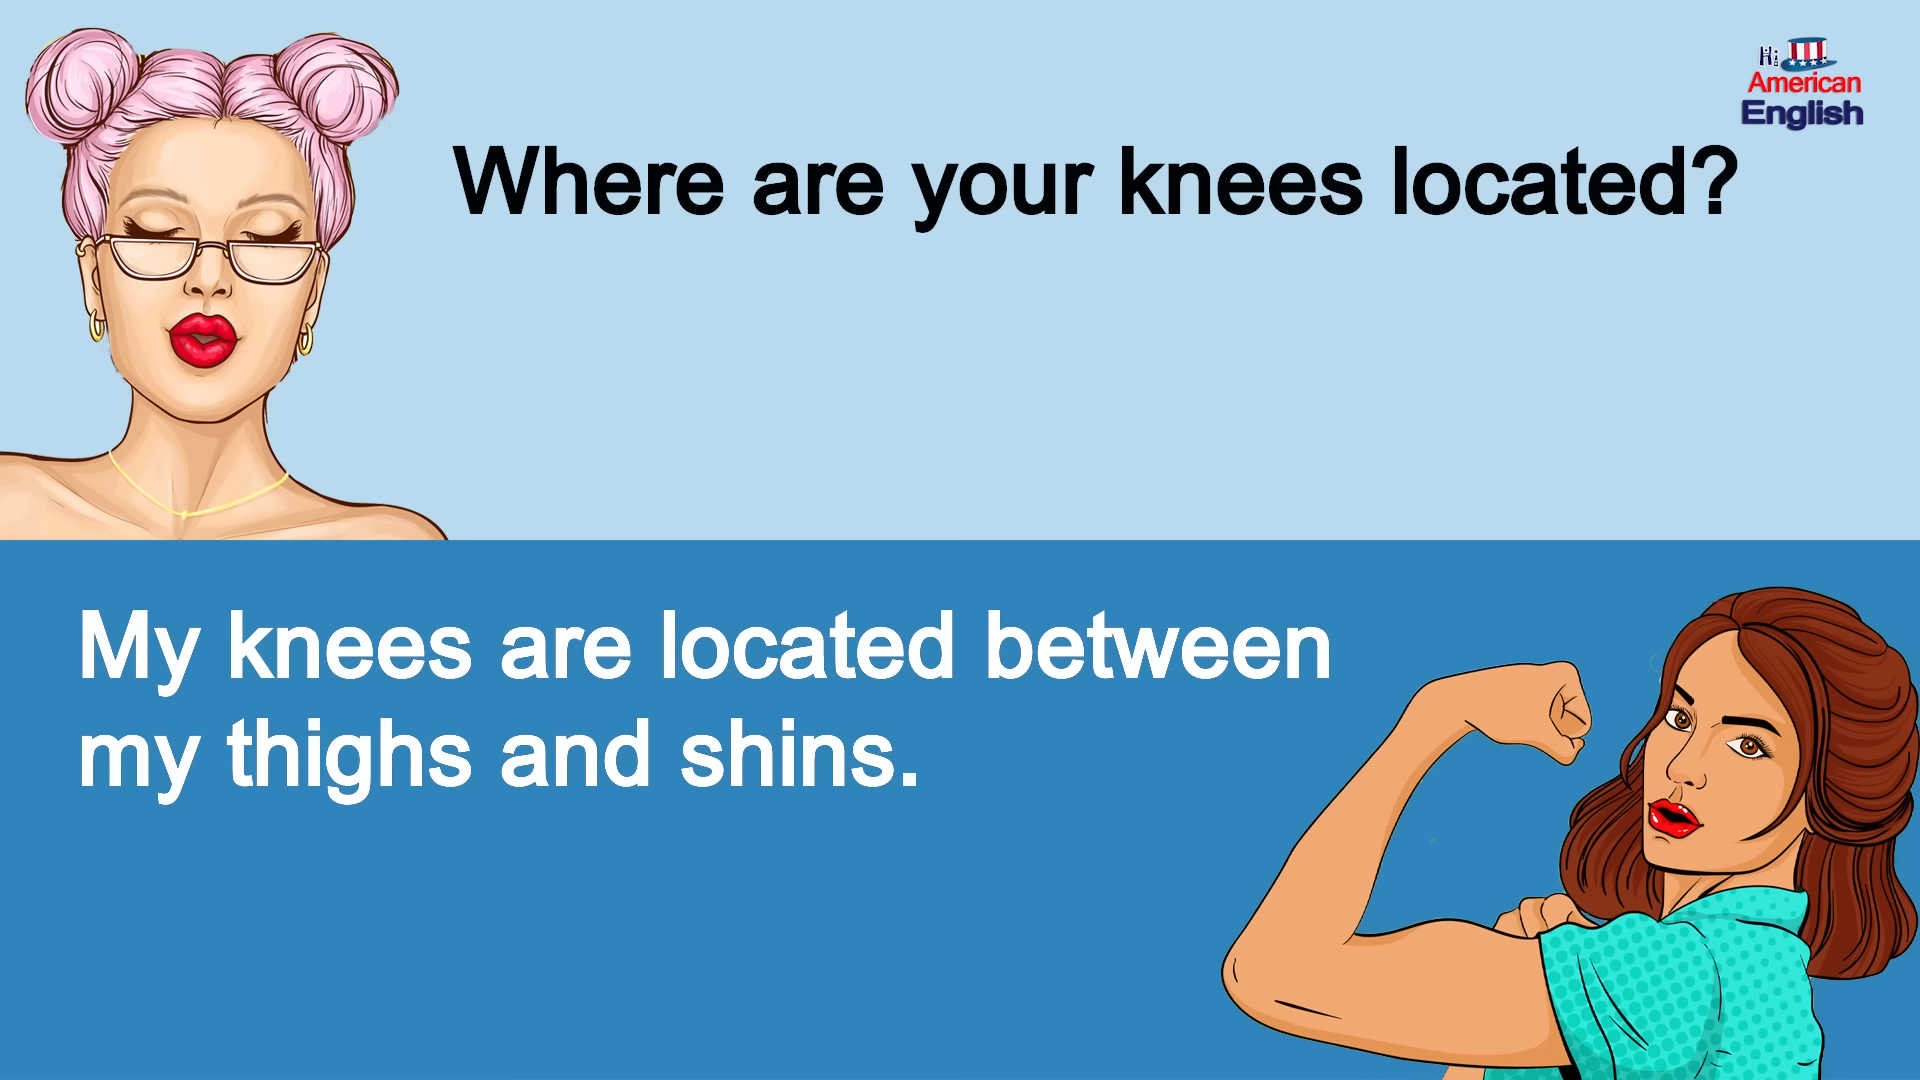 Hi
American
English
Where are your knees located?
My knees are located between
my thighs and shins.